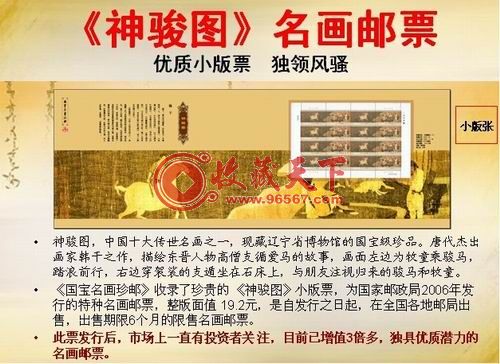 《神骏图》名画邮票
优质小版票 独领风骚
小版张
收藏天下
www.96567.com
• 神骏图，中国十大传世名画之一，现藏辽宁省博物馆的国宝级珍品。唐代杰出
画家韩干之作，描绘东晋人物高僧支遁爱马的故事，画面左边为牧童乘骏马，
踏浪前行，右边穿袈裟的支遁坐在石床上，与朋友注视归来的骏马和牧童。
• 《国宝名画珍邮》收录了珍贵的《神骏图》小版票，为国家邮政局2006年发
行的特种名画邮票，整版面值 19.2元，是自发行之日起，在全国各地邮局出
售，出售期限6个月的限售名画邮票。
• 此票发行后，市场上一直有投资者关注，目前已增值3倍多，独具优质潜力的
名画邮票。